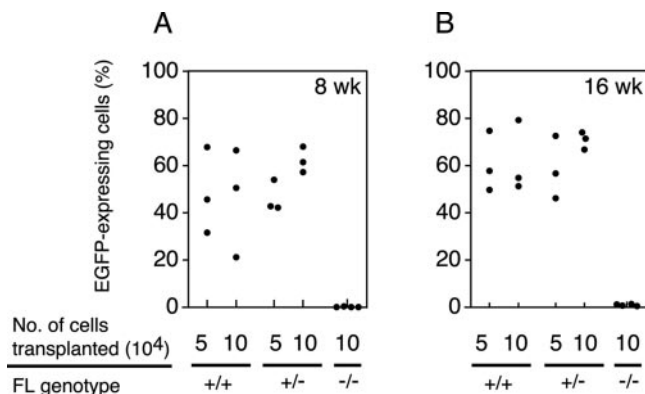 A
B
EGFP-expressing cells (%)
100 8 wk
80
60
40
20
0
100 16 wk
80
60
40
20
0
No. of cells
transplanted (10⁴) 5 10 5 10 10 5 10 5 10 10
FL genotype +/+ +/- -/- +/+ +/- -/-